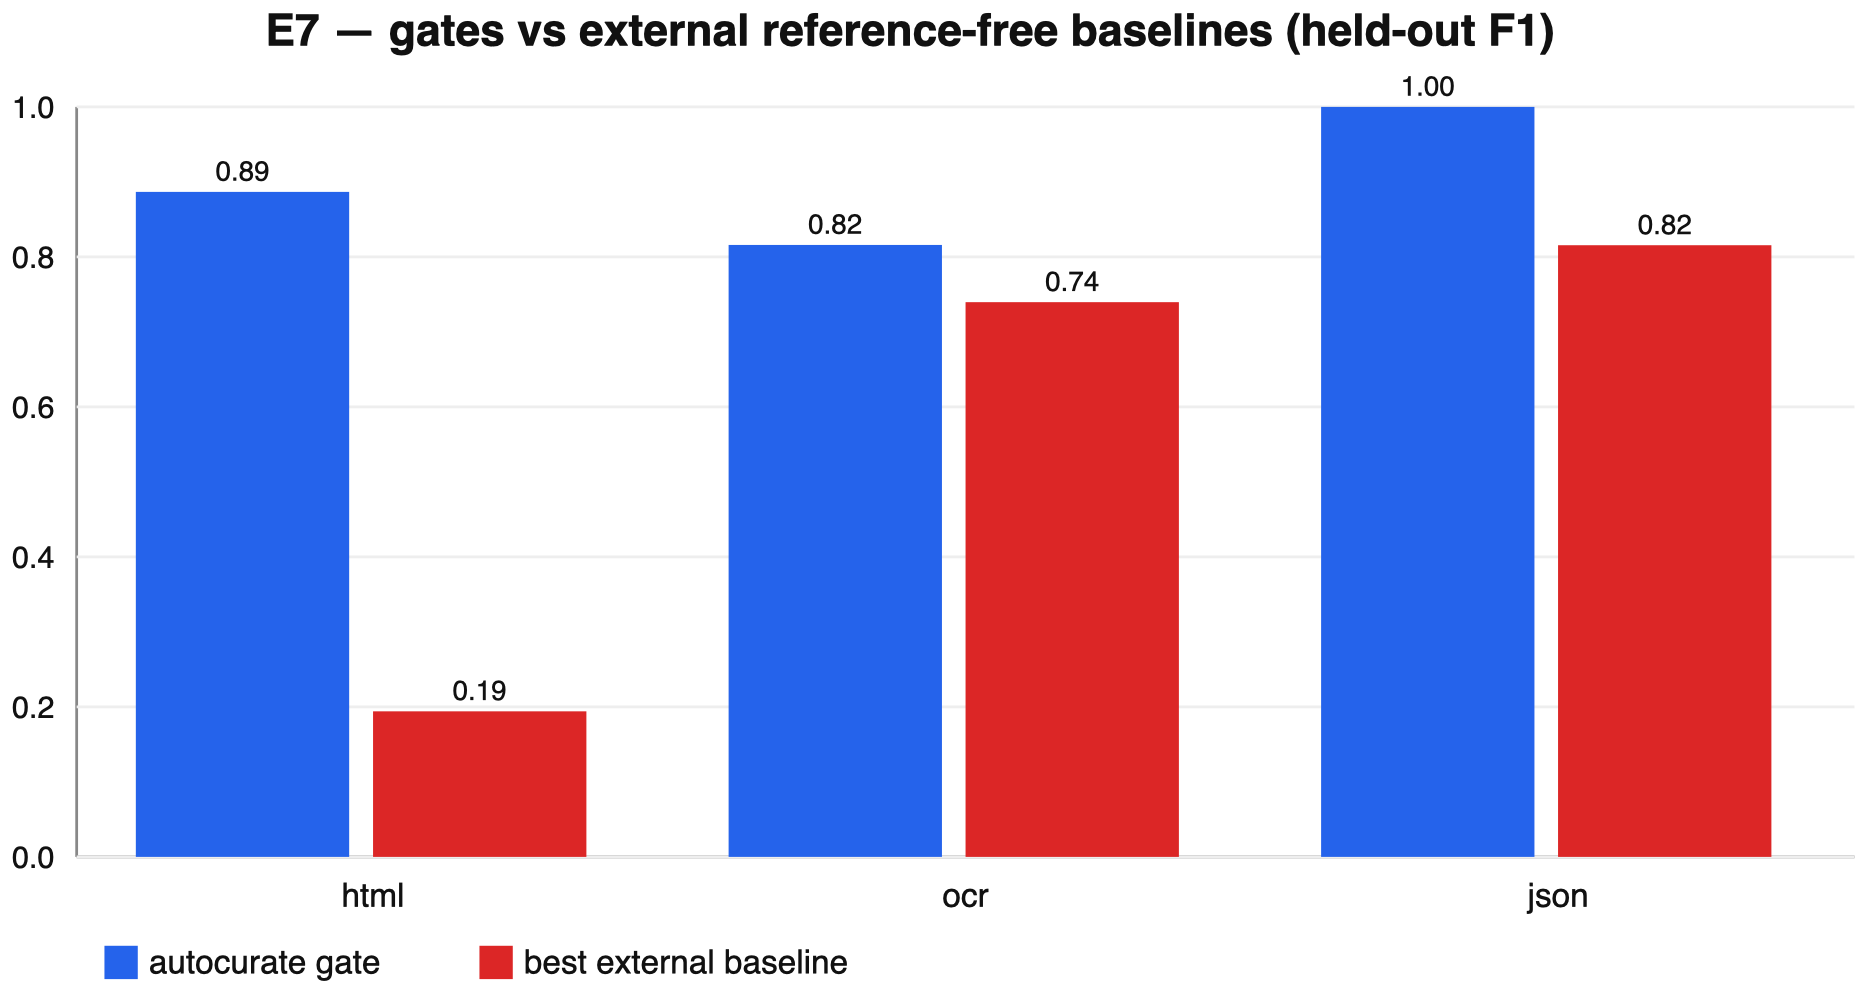 E7 — gates vs external reference-free baselines (held-out F1)
1.00
1.0
0.89
0.82
0.82
0.8
0.74
0.6
0.4
0.19
0.2
0.0
html
ocr
json
autocurate gate
best external baseline